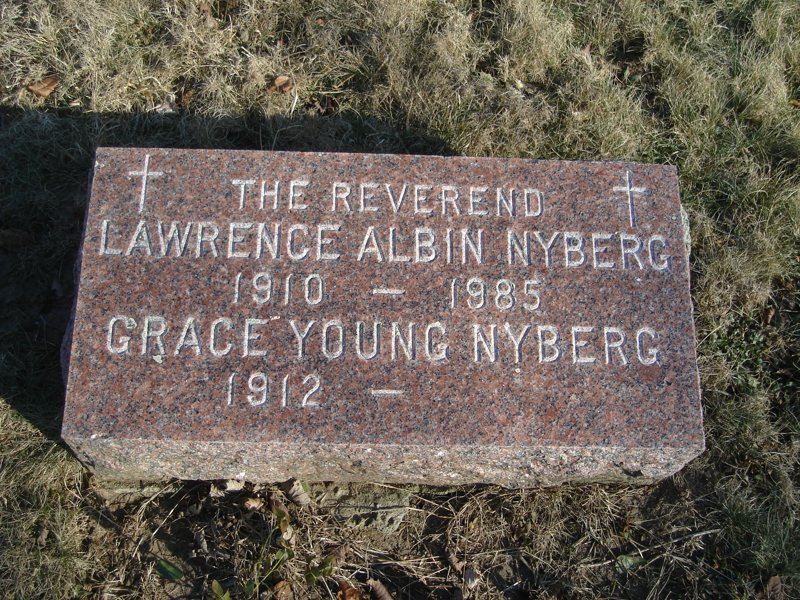 THE REVEREND
LAWRENCE ALBIN NYBERG
1910 — 1985
GRACE YOUNG NYBERG
1912 —